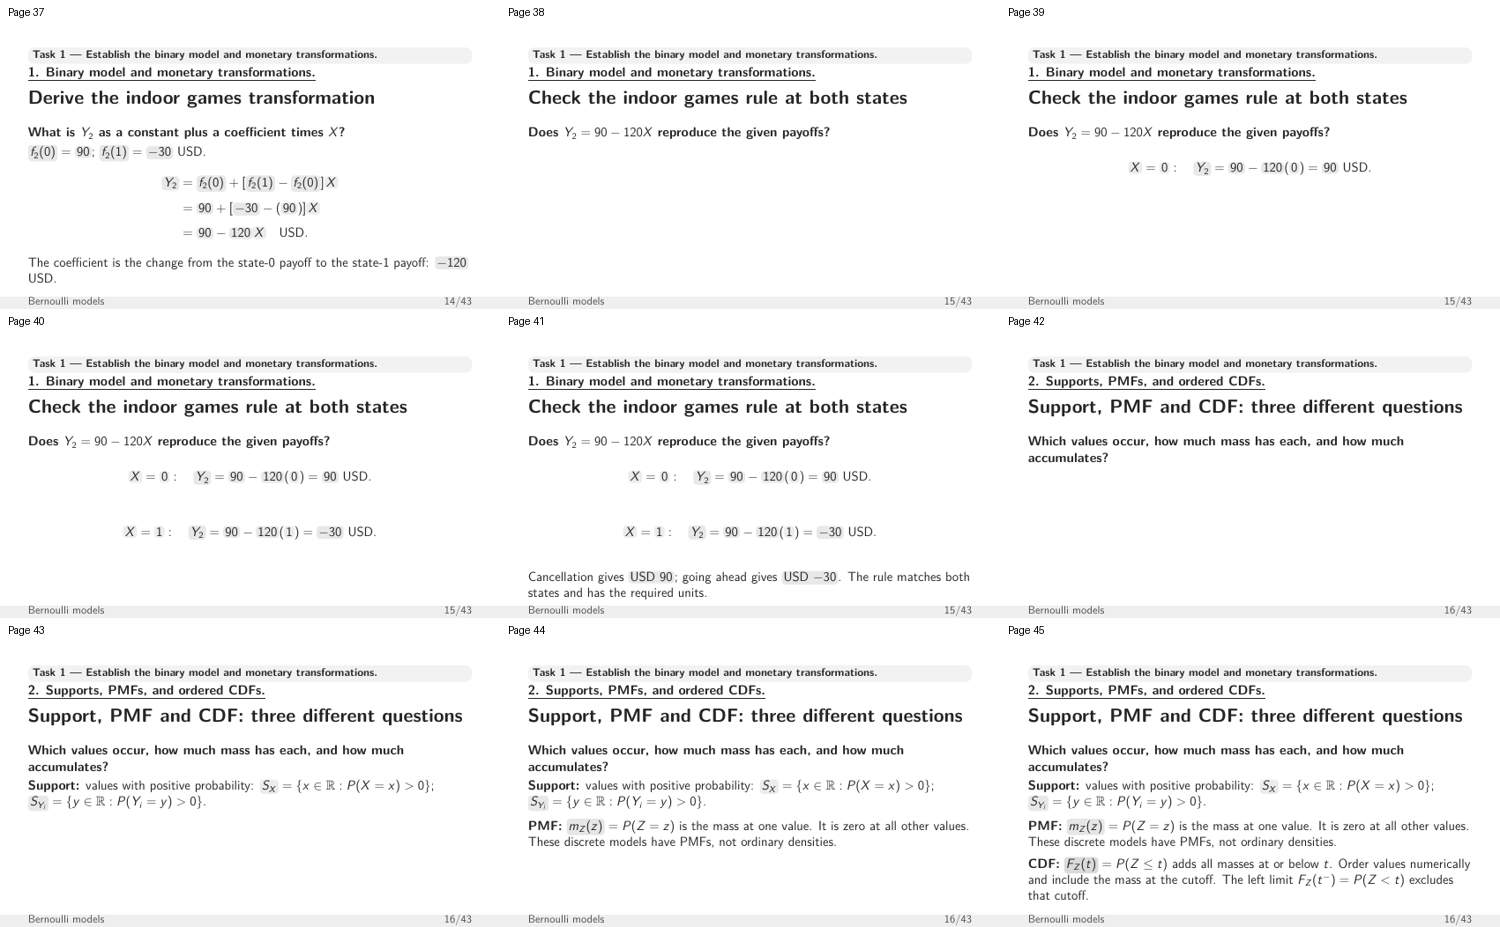 Page 37
Task 1 — Establish the binary model and monetary transformations.
1. Binary model and monetary transformations.
Derive the indoor games transformation
What is Y₂ as a constant plus a coefficient times X?
f₂(0) = 90; f₂(1) = −30 USD.
Y₂ = f₂(0) + [f₂(1) − f₂(0)] X
= 90 + [−30 − (90)] X
= 90 − 120 X USD.
The coefficient is the change from the state-0 payoff to the state-1 payoff: −120
USD.
Bernoulli models 14/43
Page 38
Task 1 — Establish the binary model and monetary transformations.
1. Binary model and monetary transformations.
Check the indoor games rule at both states
Does Y₂ = 90 − 120X reproduce the given payoffs?
Bernoulli models 15/43
Page 39
Task 1 — Establish the binary model and monetary transformations.
1. Binary model and monetary transformations.
Check the indoor games rule at both states
Does Y₂ = 90 − 120X reproduce the given payoffs?
X = 0 : Y₂ = 90 − 120(0) = 90 USD.
Bernoulli models 15/43
Page 40
Task 1 — Establish the binary model and monetary transformations.
1. Binary model and monetary transformations.
Check the indoor games rule at both states
Does Y₂ = 90 − 120X reproduce the given payoffs?
X = 0 : Y₂ = 90 − 120(0) = 90 USD.
X = 1 : Y₂ = 90 − 120(1) = −30 USD.
Bernoulli models 15/43
Page 41
Task 1 — Establish the binary model and monetary transformations.
1. Binary model and monetary transformations.
Check the indoor games rule at both states
Does Y₂ = 90 − 120X reproduce the given payoffs?
X = 0 : Y₂ = 90 − 120(0) = 90 USD.
X = 1 : Y₂ = 90 − 120(1) = −30 USD.
Cancellation gives USD 90; going ahead gives USD −30. The rule matches both
states and has the required units.
Bernoulli models 15/43
Page 42
Task 1 — Establish the binary model and monetary transformations.
2. Supports, PMFs, and ordered CDFs.
Support, PMF and CDF: three different questions
Which values occur, how much mass has each, and how much
accumulates?
Bernoulli models 16/43
Page 43
Task 1 — Establish the binary model and monetary transformations.
2. Supports, PMFs, and ordered CDFs.
Support, PMF and CDF: three different questions
Which values occur, how much mass has each, and how much
accumulates?
Support: values with positive probability: S_X = {x ∈ ℝ : P(X = x) > 0};
S_{Yᵢ} = {y ∈ ℝ : P(Yᵢ = y) > 0}.
Bernoulli models 16/43
Page 44
Task 1 — Establish the binary model and monetary transformations.
2. Supports, PMFs, and ordered CDFs.
Support, PMF and CDF: three different questions
Which values occur, how much mass has each, and how much
accumulates?
Support: values with positive probability: S_X = {x ∈ ℝ : P(X = x) > 0};
S_{Yᵢ} = {y ∈ ℝ : P(Yᵢ = y) > 0}.
PMF: m_Z(z) = P(Z = z) is the mass at one value. It is zero at all other values.
These discrete models have PMFs, not ordinary densities.
Bernoulli models 16/43
Page 45
Task 1 — Establish the binary model and monetary transformations.
2. Supports, PMFs, and ordered CDFs.
Support, PMF and CDF: three different questions
Which values occur, how much mass has each, and how much
accumulates?
Support: values with positive probability: S_X = {x ∈ ℝ : P(X = x) > 0};
S_{Yᵢ} = {y ∈ ℝ : P(Yᵢ = y) > 0}.
PMF: m_Z(z) = P(Z = z) is the mass at one value. It is zero at all other values.
These discrete models have PMFs, not ordinary densities.
CDF: F_Z(t) = P(Z ≤ t) adds all masses at or below t. Order values numerically
and include the mass at the cutoff. The left limit F_Z(t⁻) = P(Z < t) excludes
that cutoff.
Bernoulli models 16/43